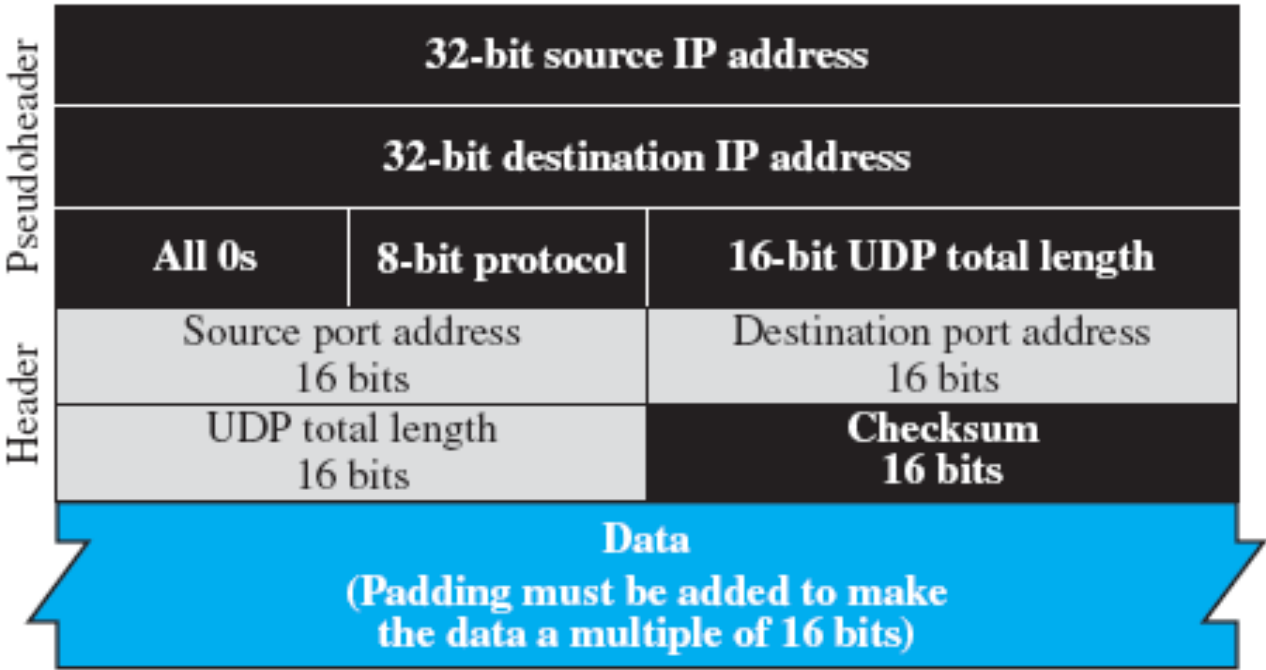 Pseudoheader
32-bit source IP address
32-bit destination IP address
All 0s
8-bit protocol
16-bit UDP total length
Header
Source port address
16 bits
Destination port address
16 bits
UDP total length
16 bits
Checksum
16 bits
Data
(Padding must be added to make
the data a multiple of 16 bits)